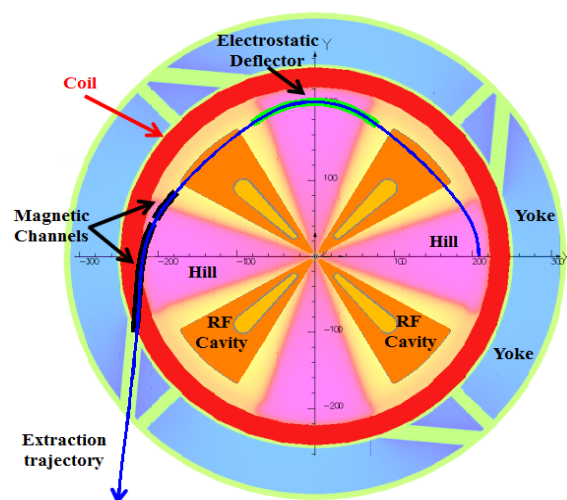 Electrostatic
Deflector
Y
Coil
200
100
Magnetic
Channels
Yoke
Hill
-300
-200
-100
100
200
300
X
Hill
RF
Cavity
RF
Cavity
-100
Yoke
-200
Extraction
trajectory